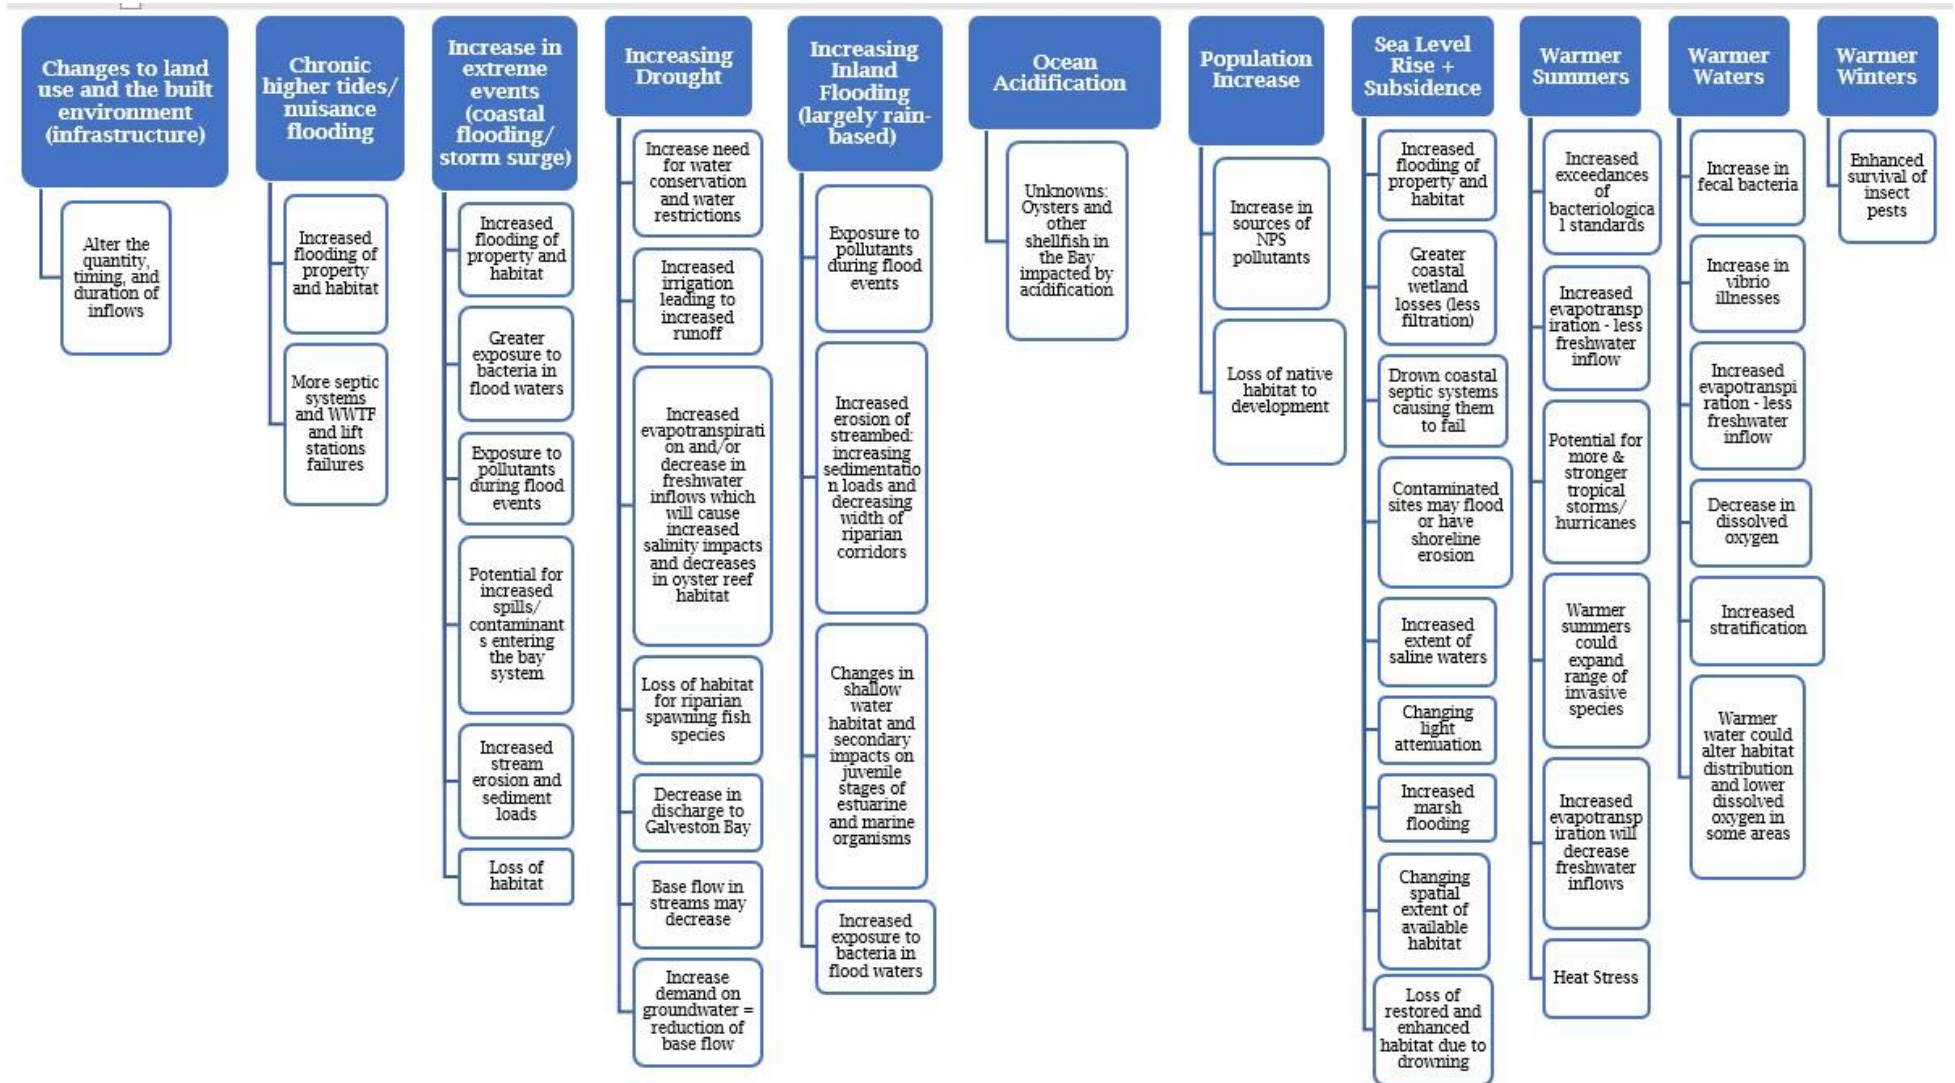 Changes to land
use and the built
environment
(infrastructure)
Alter the
quantity,
timing, and
duration of
inflows
Chronic
higher tides/
nuisance
flooding
Increased
flooding of
property
and habitat
More septic
systems
and WWTF
and lift
stations
failures
Increase in
extreme
events
(coastal
flooding/
storm surge)
Increased
flooding of
property and
habitat
Greater
exposure to
bacteria in
flood waters
Exposure to
pollutants
during flood
events
Potential for
increased
spills/
contaminant
s entering
the bay
system
Increased
stream
erosion and
sediment
loads
Loss of
habitat
Increasing
Drought
Increase need
for water
conservation
and water
restrictions
Increased
irrigation
leading to
increased
runoff
Increased
evapotranspirati
on and/or
decrease in
freshwater
inflows which
will cause
increased
salinity impacts
and decreases
in oyster reef
habitat
Loss of habitat
for riparian
spawning fish
species
Decrease in
discharge to
Galveston Bay
Base flow in
streams may
decrease
Increase
demand on
groundwater =
reduction of
base flow
Increasing
Inland
Flooding
(largely rain-
based)
Exposure to
pollutants
during flood
events
Increased
erosion of
streambed:
increasing
sedimentatio
n loads and
decreasing
width of
riparian
corridors
Changes in
shallow
water
habitat and
secondary
impacts on
juvenile
stages of
estuarine
and marine
organisms
Increased
exposure to
bacteria in
flood waters
Ocean
Acidification
Unknowns:
Oysters and
other
shellfish in
the Bay
impacted by
acidification
Population
Increase
Increase in
sources of
NPS
pollutants
Loss of native
habitat to
development
Sea Level
Rise +
Subsidence
Increased
flooding of
property and
habitat
Greater
coastal
wetland
losses (less
filtration)
Drown coastal
septic systems
causing them
to fail
Contaminated
sites may flood
or have
shoreline
erosion
Increased
extent of
saline waters
Changing
light
attenuation
Increased
marsh
flooding
Changing
spatial
extent of
available
habitat
Loss of
restored and
enhanced
habitat due to
drowning
Warmer
Summers
Increased
exceedances
of
bacteriologica
l standards
Increased
evapotransp
iration - less
freshwater
inflow
Potential for
more &
stronger
tropical
storms/
hurricanes
Warmer
summers
could
expand
range of
invasive
species
Increased
evapotransp
iration will
decrease
freshwater
inflows
Heat Stress
Warmer
Waters
Increase in
fecal bacteria
Increase in
vibrio
illnesses
Increased
evapotranspi
ration - less
freshwater
inflow
Decrease in
dissolved
oxygen
Increased
stratification
Warmer
water could
alter habitat
distribution
and lower
dissolved
oxygen in
some areas
Warmer
Winters
Enhanced
survival of
insect
pests